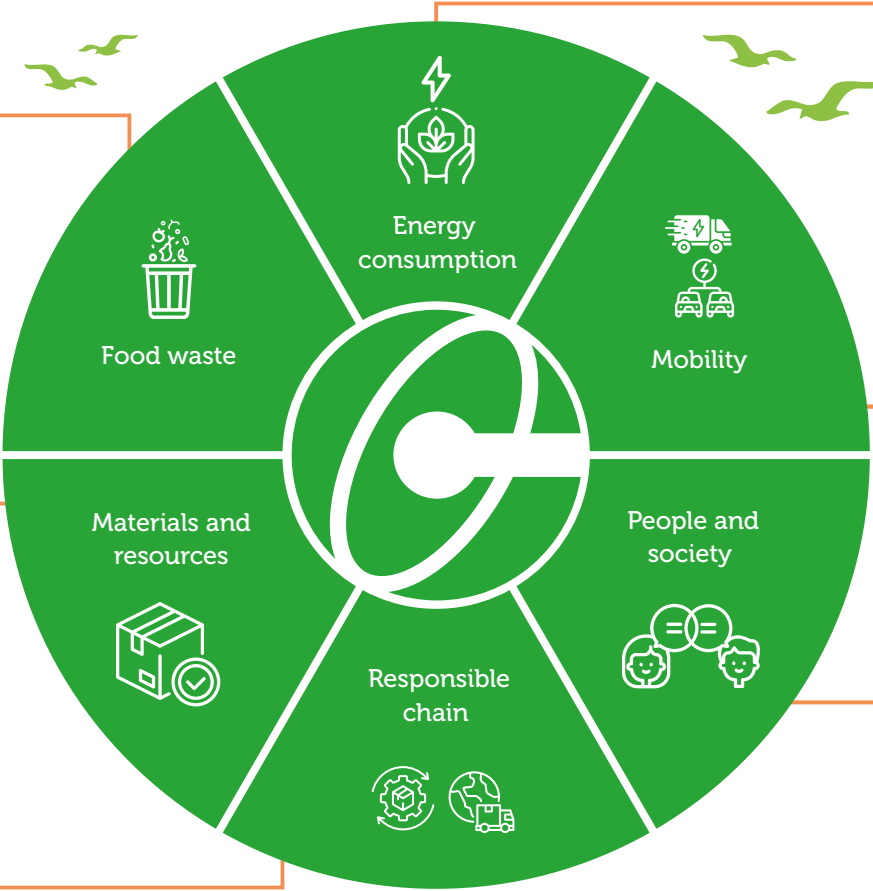 Energy
consumption
Food waste
Mobility
Materials and
resources
People and
society
Responsible
chain